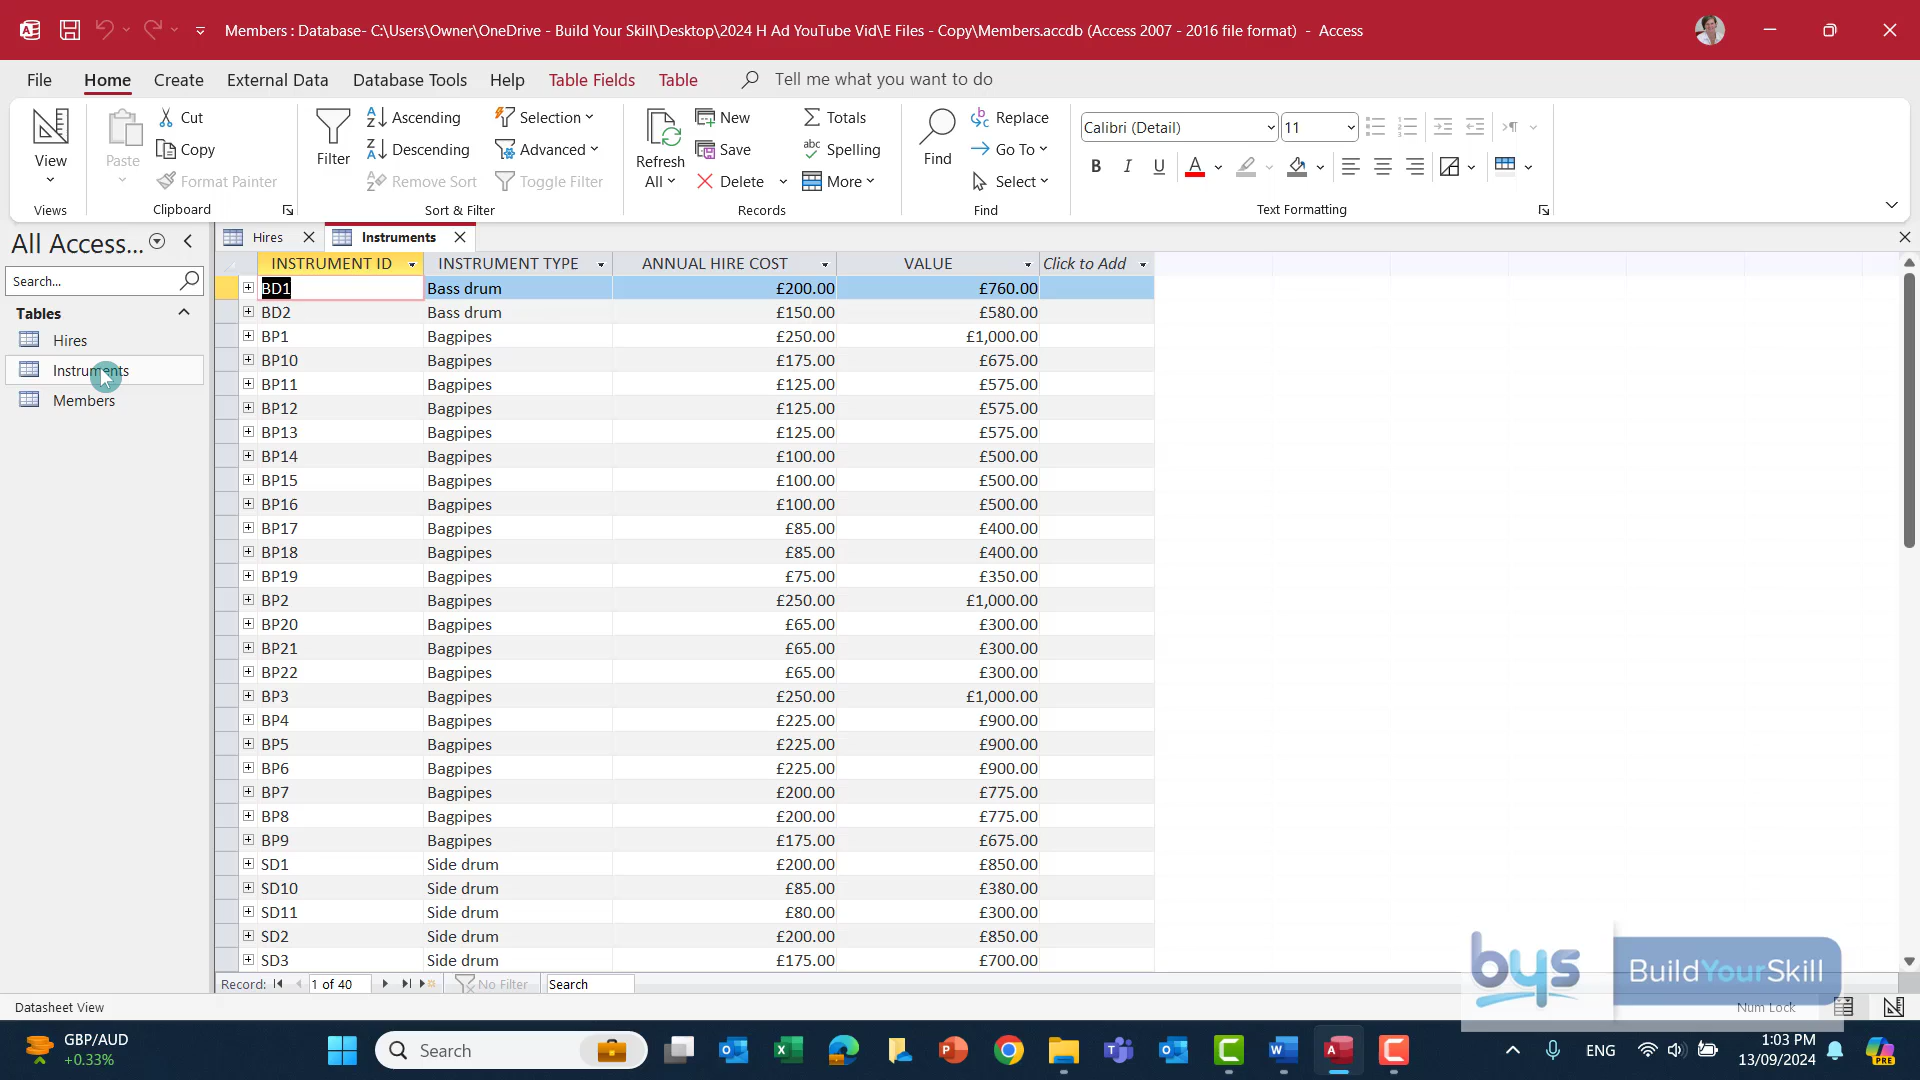 Members : Database- C:\Users\Owner\OneDrive - Build Your Skill\Desktop\2024 H Ad YouTube Vid\E Files - Copy\Members.accdb (Access 2007 - 2016 file format) - Access
File Home Create External Data Database Tools Help Table Fields Table Tell me what you want to do
View
Views
Paste
Cut
Copy
Format Painter
Clipboard
Filter
Ascending
Descending
Remove Sort
Selection
Advanced
Toggle Filter
Sort & Filter
Refresh
All
New
Save
Delete
Totals
Spelling
More
Records
Find
Replace
Go To
Select
Find
Calibri (Detail) 11
B I U A
Text Formatting
All Access...
Search...
Tables
Hires
Instruments
Members
Hires Instruments
INSTRUMENT ID INSTRUMENT TYPE ANNUAL HIRE COST VALUE Click to Add
BD1 Bass drum £200.00 £760.00
BD2 Bass drum £150.00 £580.00
BP1 Bagpipes £250.00 £1,000.00
BP10 Bagpipes £175.00 £675.00
BP11 Bagpipes £125.00 £575.00
BP12 Bagpipes £125.00 £575.00
BP13 Bagpipes £125.00 £575.00
BP14 Bagpipes £100.00 £500.00
BP15 Bagpipes £100.00 £500.00
BP16 Bagpipes £100.00 £500.00
BP17 Bagpipes £85.00 £400.00
BP18 Bagpipes £85.00 £400.00
BP19 Bagpipes £75.00 £350.00
BP2 Bagpipes £250.00 £1,000.00
BP20 Bagpipes £65.00 £300.00
BP21 Bagpipes £65.00 £300.00
BP22 Bagpipes £65.00 £300.00
BP3 Bagpipes £250.00 £1,000.00
BP4 Bagpipes £225.00 £900.00
BP5 Bagpipes £225.00 £900.00
BP6 Bagpipes £225.00 £900.00
BP7 Bagpipes £200.00 £775.00
BP8 Bagpipes £200.00 £775.00
BP9 Bagpipes £175.00 £675.00
SD1 Side drum £200.00 £850.00
SD10 Side drum £85.00 £380.00
SD11 Side drum £80.00 £300.00
SD2 Side drum £200.00 £850.00
SD3 Side drum £175.00 £700.00
Record: 1 of 40 No Filter Search
bys BuildYourSkill
Datasheet View Num Lock
GBP/AUD
+0.33%
Search
ENG
1:03 PM
13/09/2024
PRE